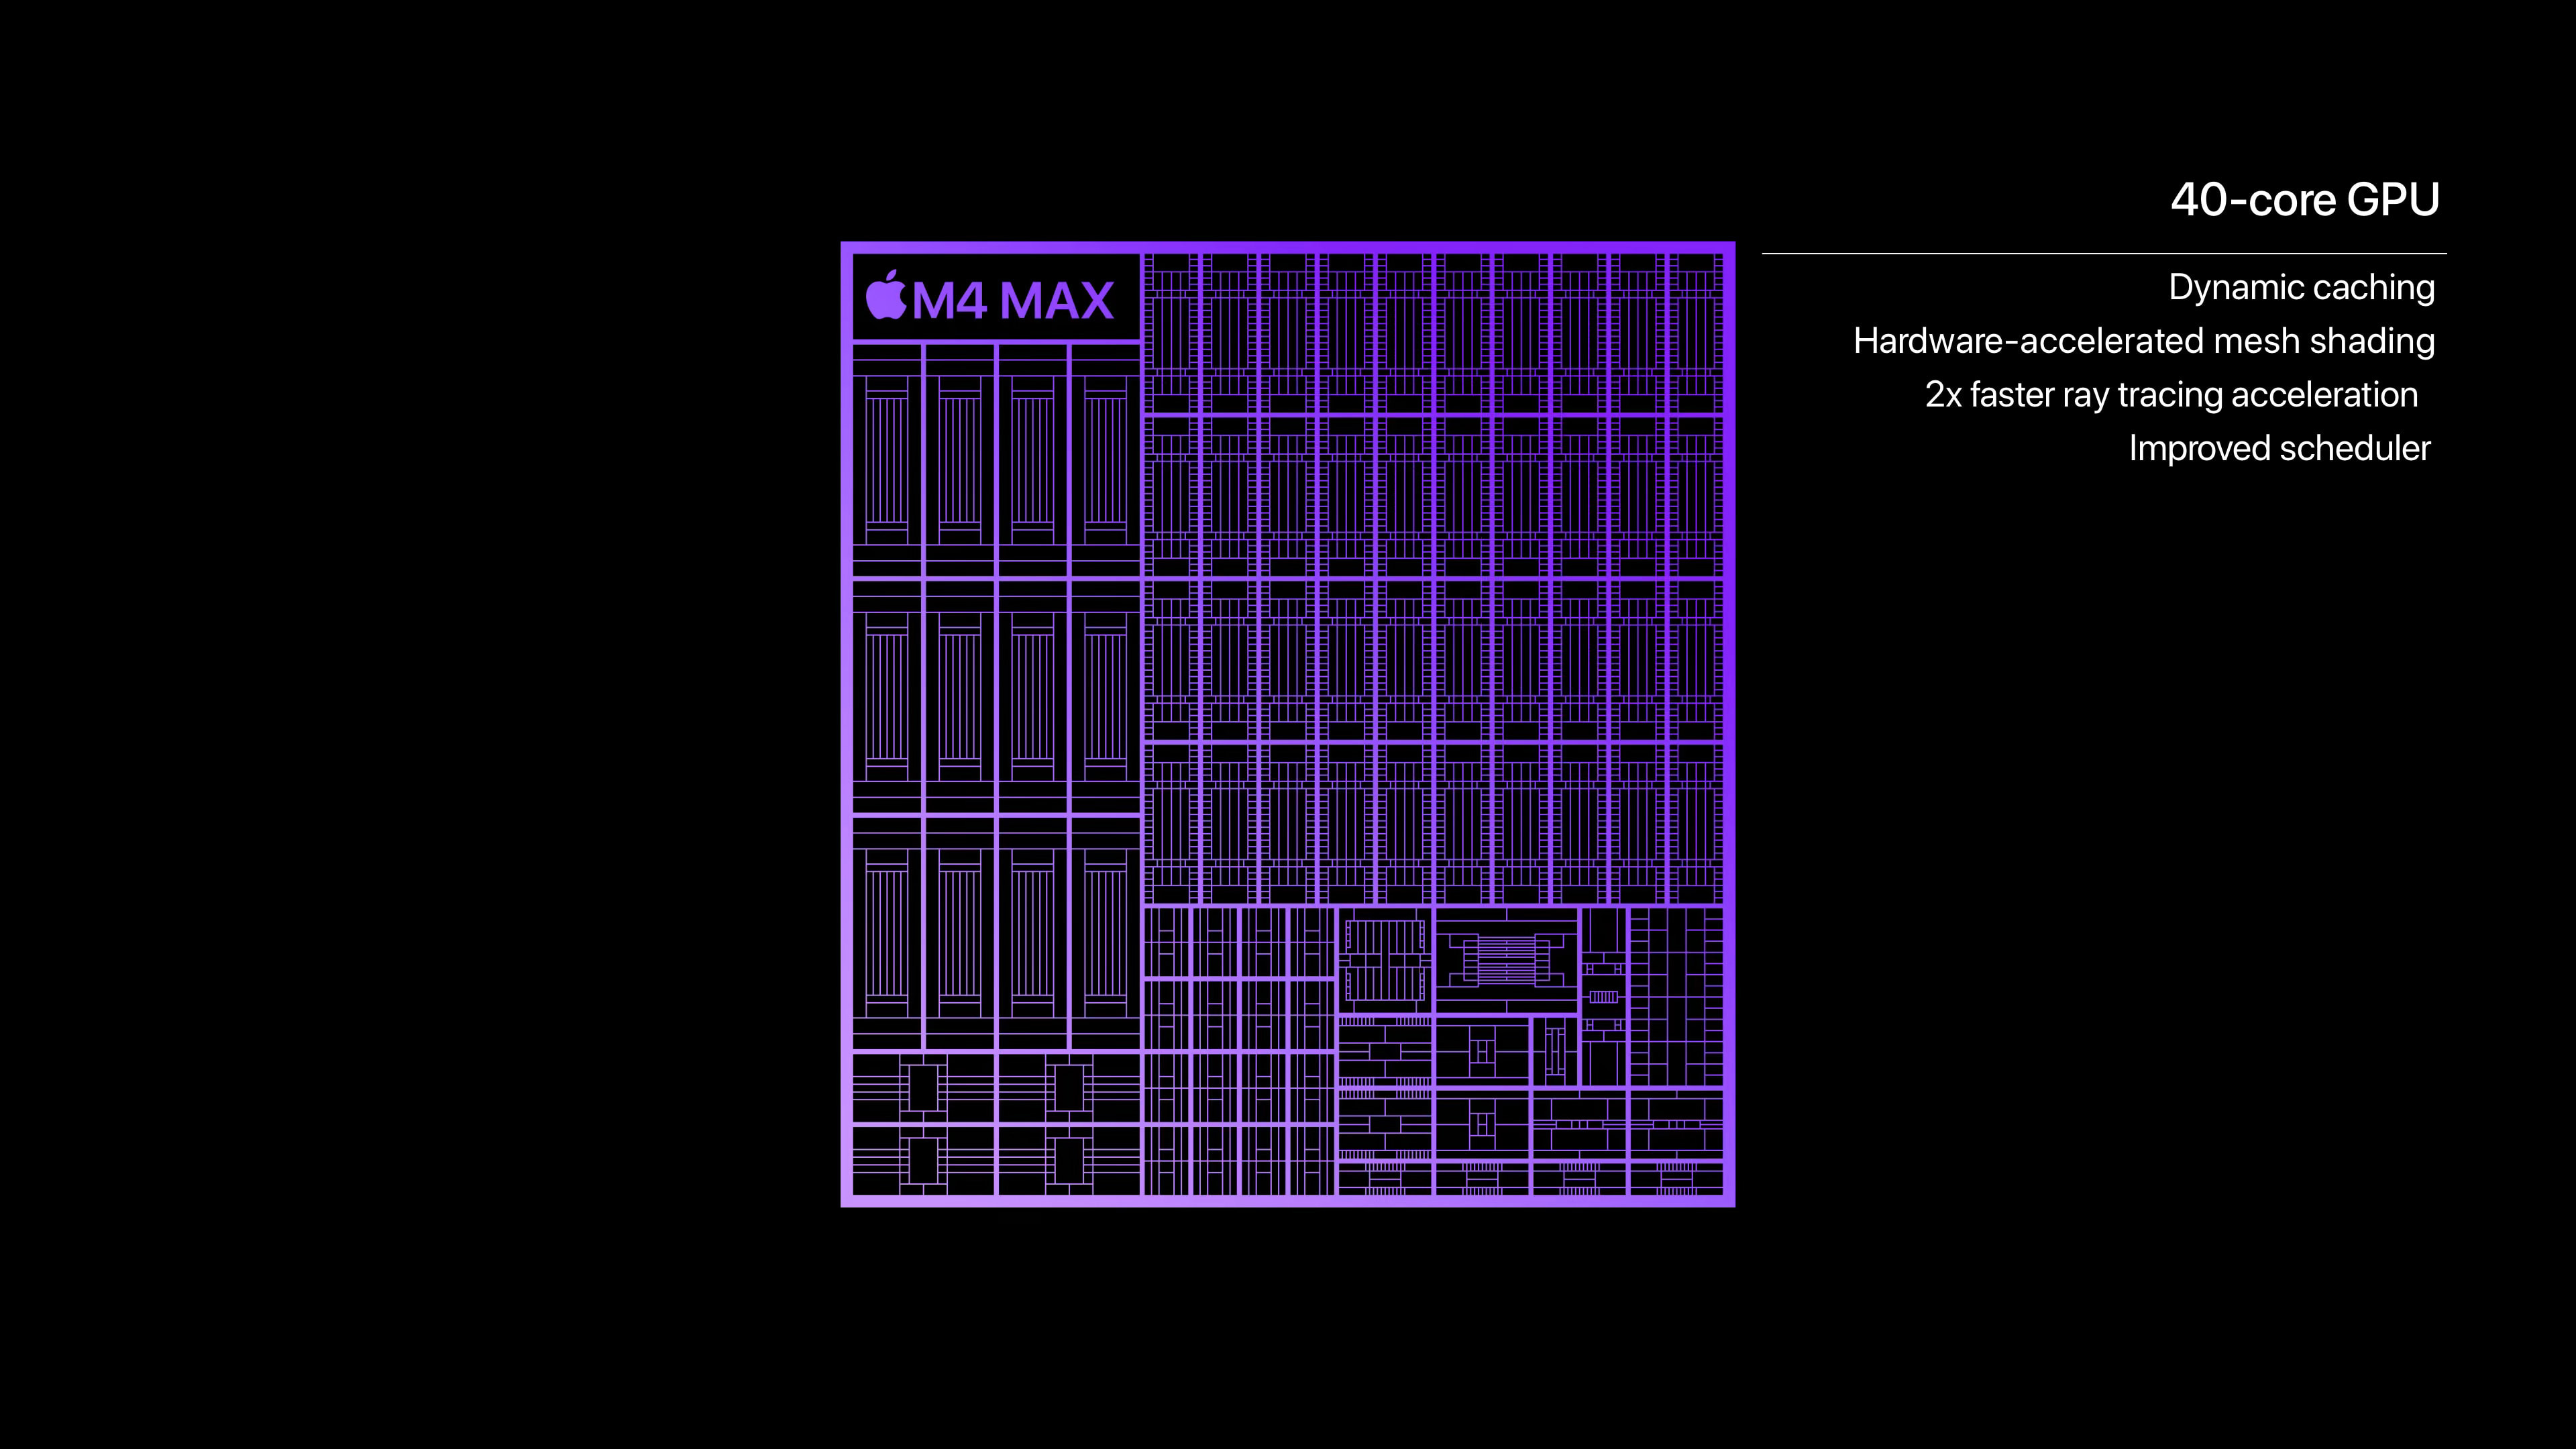 M4 MAX
40-core GPU
Dynamic caching
Hardware-accelerated mesh shading
2x faster ray tracing acceleration
Improved scheduler